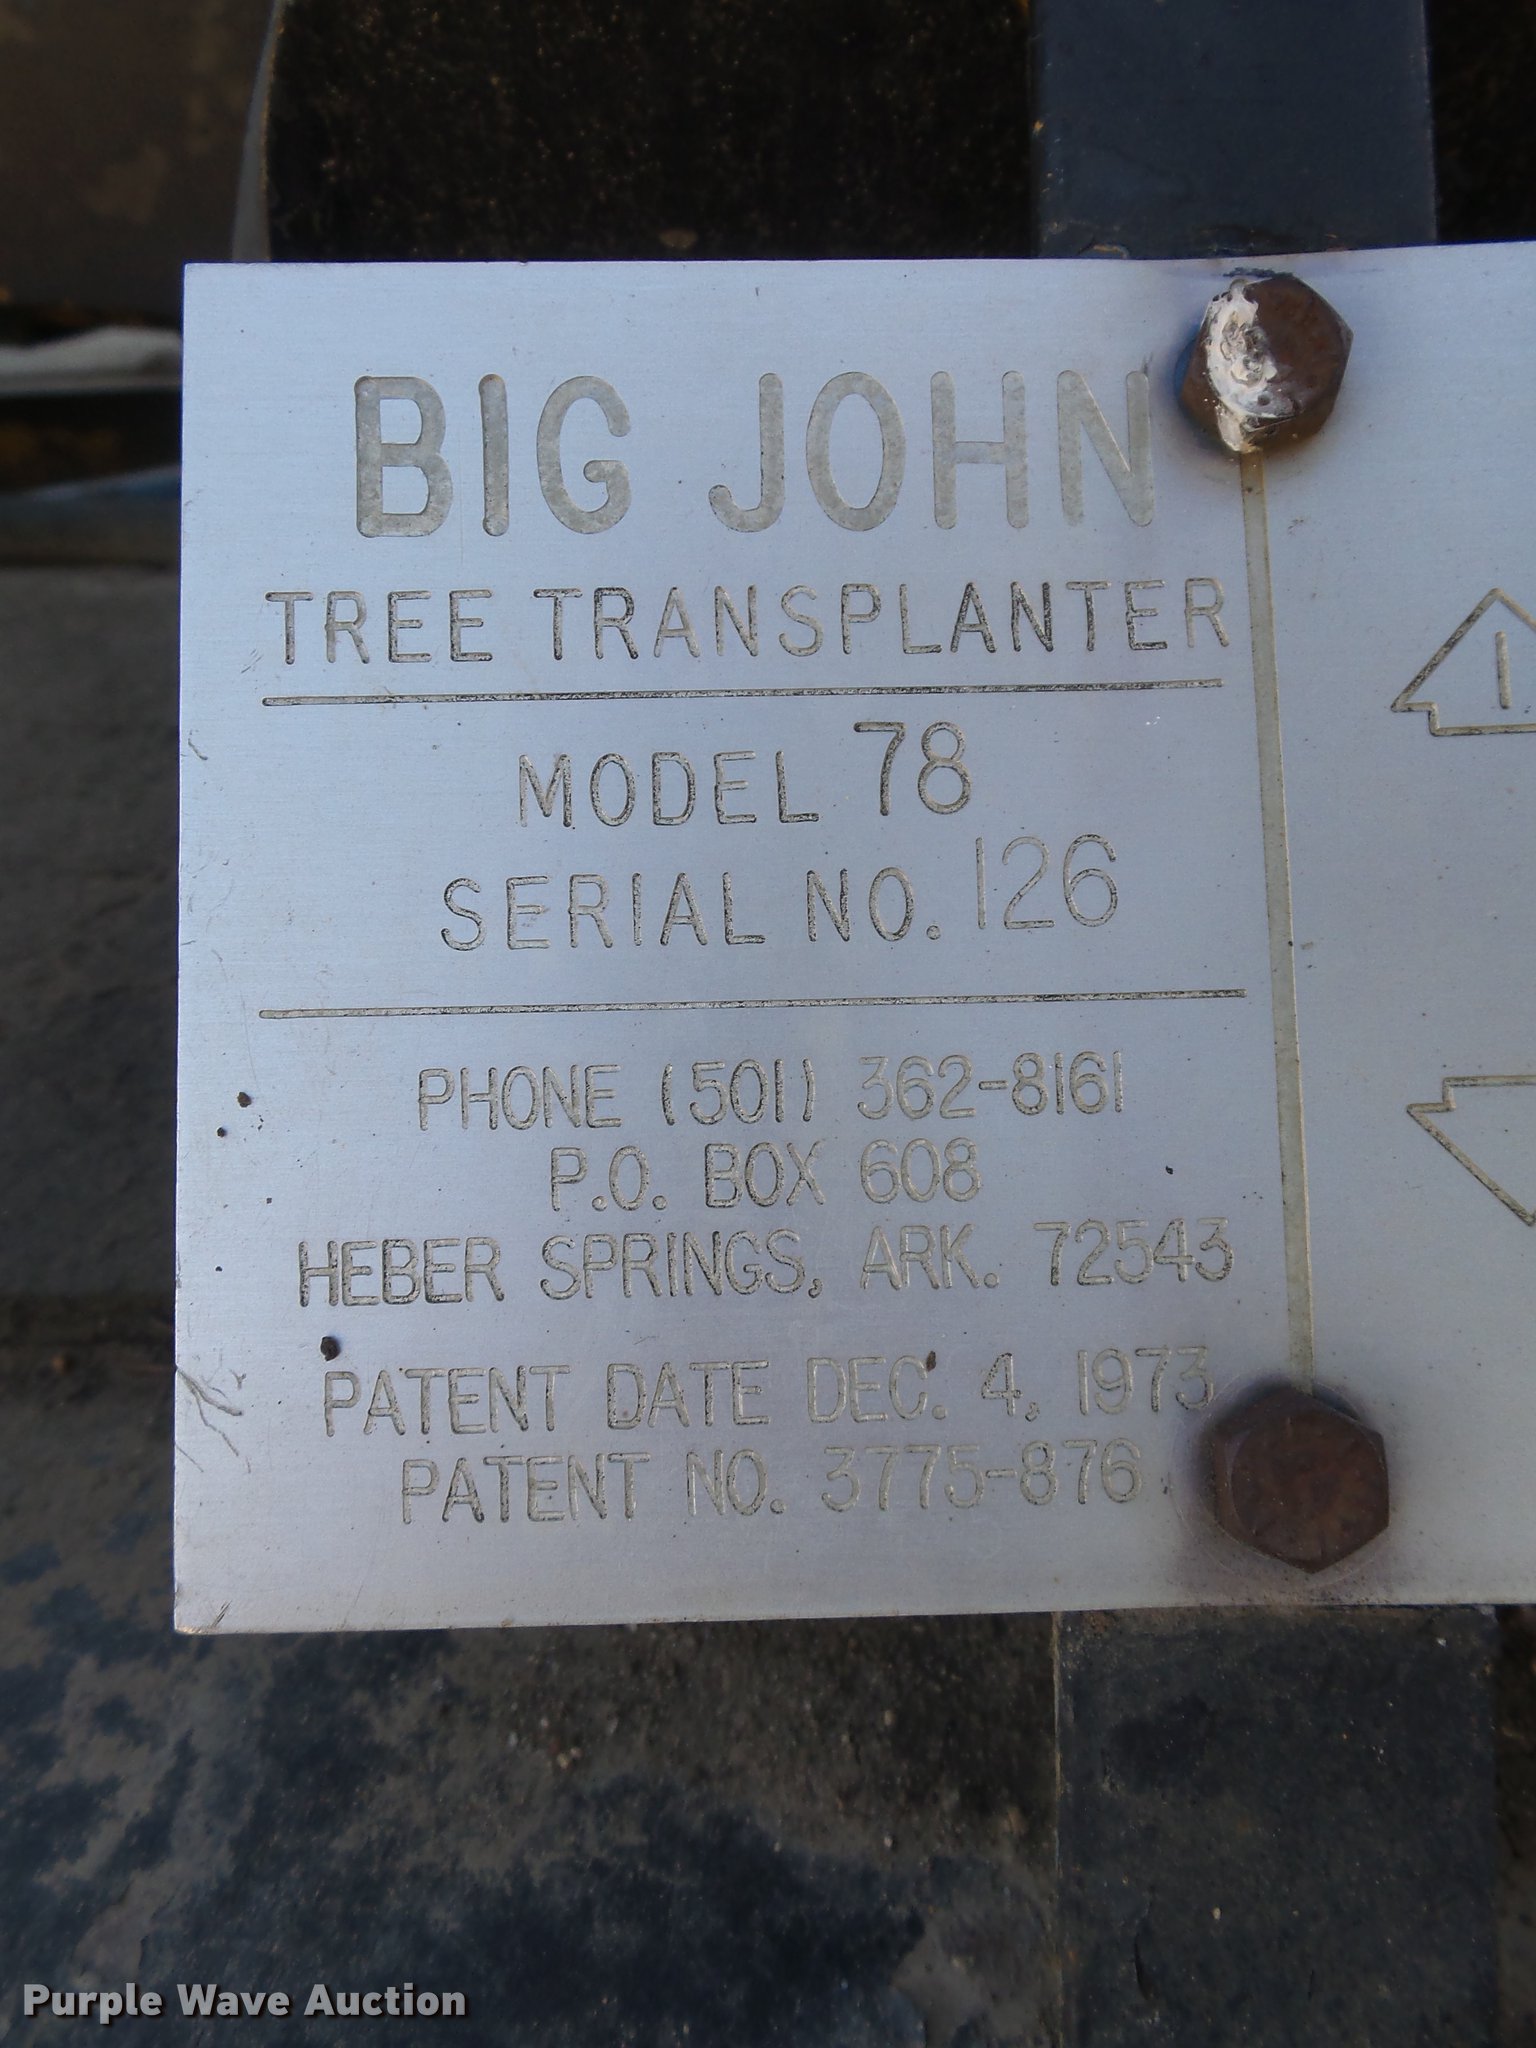 BIG JOHN
TREE TRANSPLANTER
MODEL 78
SERIAL NO. 126
PHONE (501) 362-8161
P.O. BOX 608
HEBER SPRINGS, ARK. 72543
PATENT DATE DEC. 4, 1973
PATENT NO. 3775-876
1
Purple Wave Auction